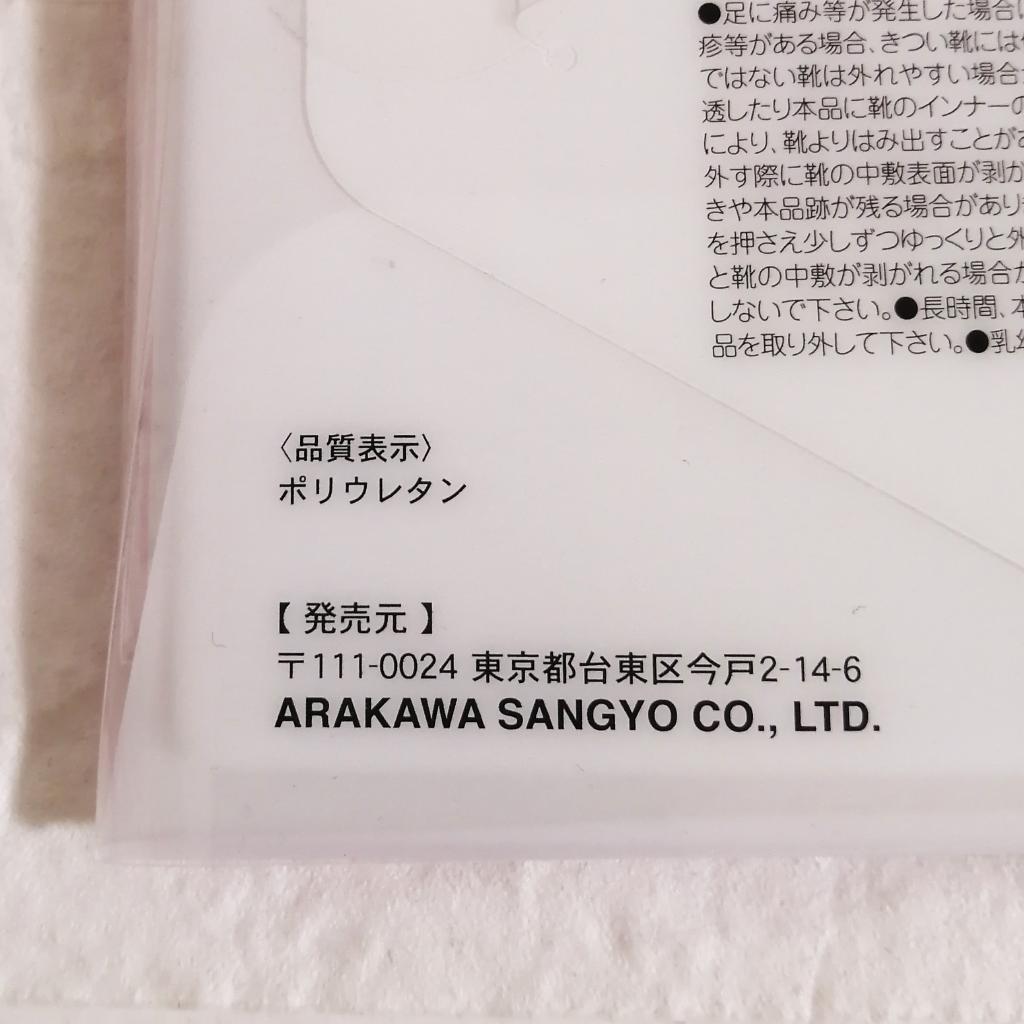 ●足に痛み等が発生した場合に
疹等がある場合、きつい靴には
ではない靴は外れやすい場合
透したり本品に靴のインナーの
により、靴よりはみ出すことが
外す際に靴の中敷表面が剥が
きや本品跡が残る場合があり
を押さえ少しずつゆっくりと外
と靴の中敷が剥がれる場合が
しないで下さい。●長時間、本
品を取り外して下さい。●乳幼
〈品質表示〉
ポリウレタン
【 発売元 】
〒111-0024 東京都台東区今戸2-14-6
ARAKAWA SANGYO CO., LTD.